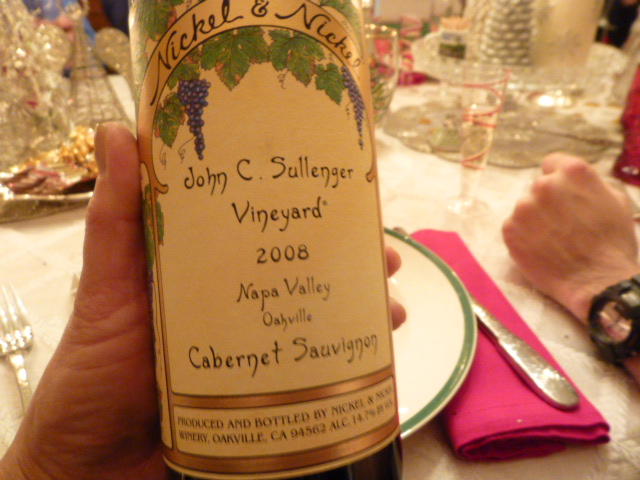 Nickel & Nickel
John C. Sullenger
Vineyard®
2008
Napa Valley
Oakville
Cabernet Sauvignon
PRODUCED AND BOTTLED BY NICKEL & NICKEL
WINERY, OAKVILLE, CA 94562 ALC. 14.7% BY VOL.